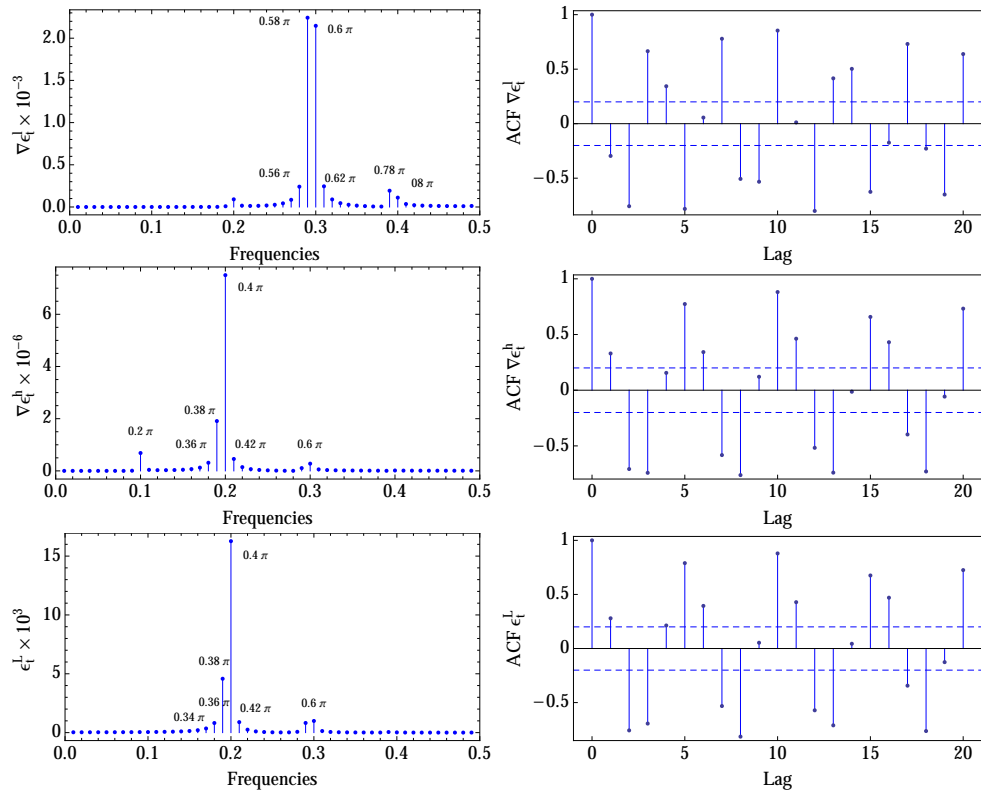 ∇ϵₜˡ × 10⁻³
2.0
1.5
1.0
0.5
0.0
0.58 π
0.6 π
0.56 π
0.62 π
0.78 π
08 π
0.0 0.1 0.2 0.3 0.4 0.5
Frequencies
ACF ∇ϵₜˡ
1
0.5
0
−0.5
0 5 10 15 20
Lag
∇ϵₜʰ × 10⁻⁶
6
4
2
0
0.4 π
0.38 π
0.2 π
0.36 π
0.42 π
0.6 π
0.0 0.1 0.2 0.3 0.4 0.5
Frequencies
ACF ∇ϵₜʰ
1
0.5
0
−0.5
0 5 10 15 20
Lag
ϵₜᴸ × 10³
15
10
5
0
0.4 π
0.38 π
0.36 π
0.34 π
0.42 π
0.6 π
0.0 0.1 0.2 0.3 0.4 0.5
Frequencies
ACF ϵₜᴸ
1
0.5
0
−0.5
0 5 10 15 20
Lag